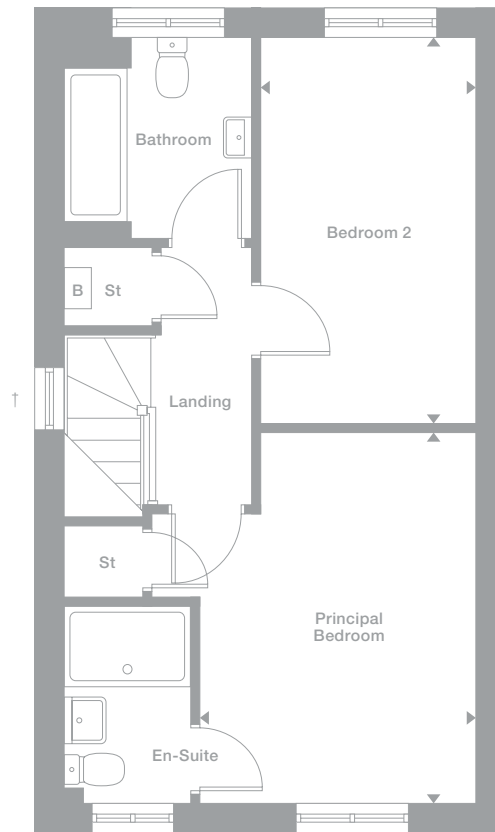 Bathroom
Bedroom 2
B
St
†
Landing
St
Principal
Bedroom
En-Suite